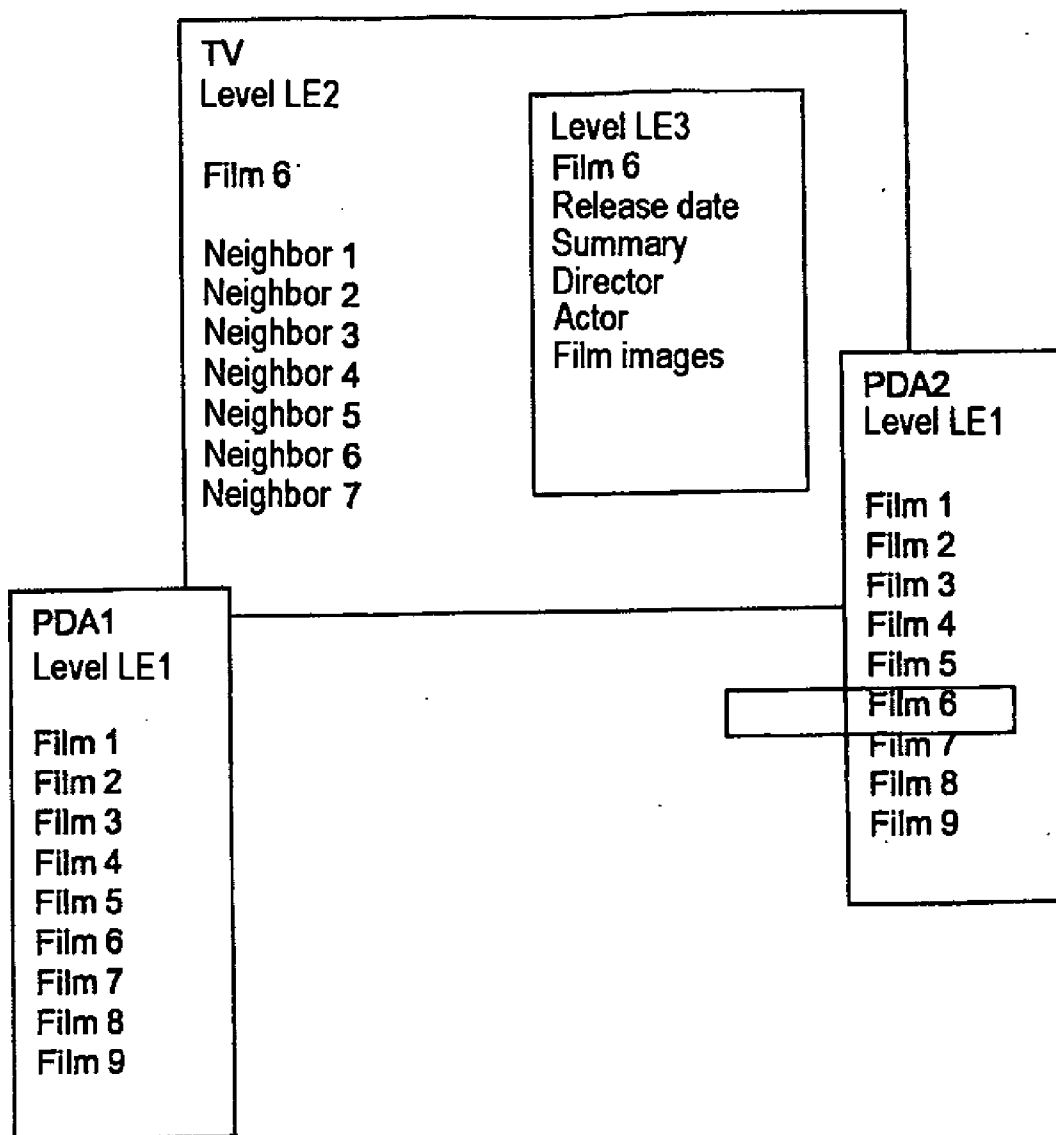 TV
Level LE2
Film 6
Neighbor 1
Neighbor 2
Neighbor 3
Neighbor 4
Neighbor 5
Neighbor 6
Neighbor 7
Level LE3
Film 6
Release date
Summary
Director
Actor
Film images
PDA2
Level LE1
Film 1
Film 2
Film 3
Film 4
Film 5
Film 6
Film 7
Film 8
Film 9
PDA1
Level LE1
Film 1
Film 2
Film 3
Film 4
Film 5
Film 6
Film 7
Film 8
Film 9